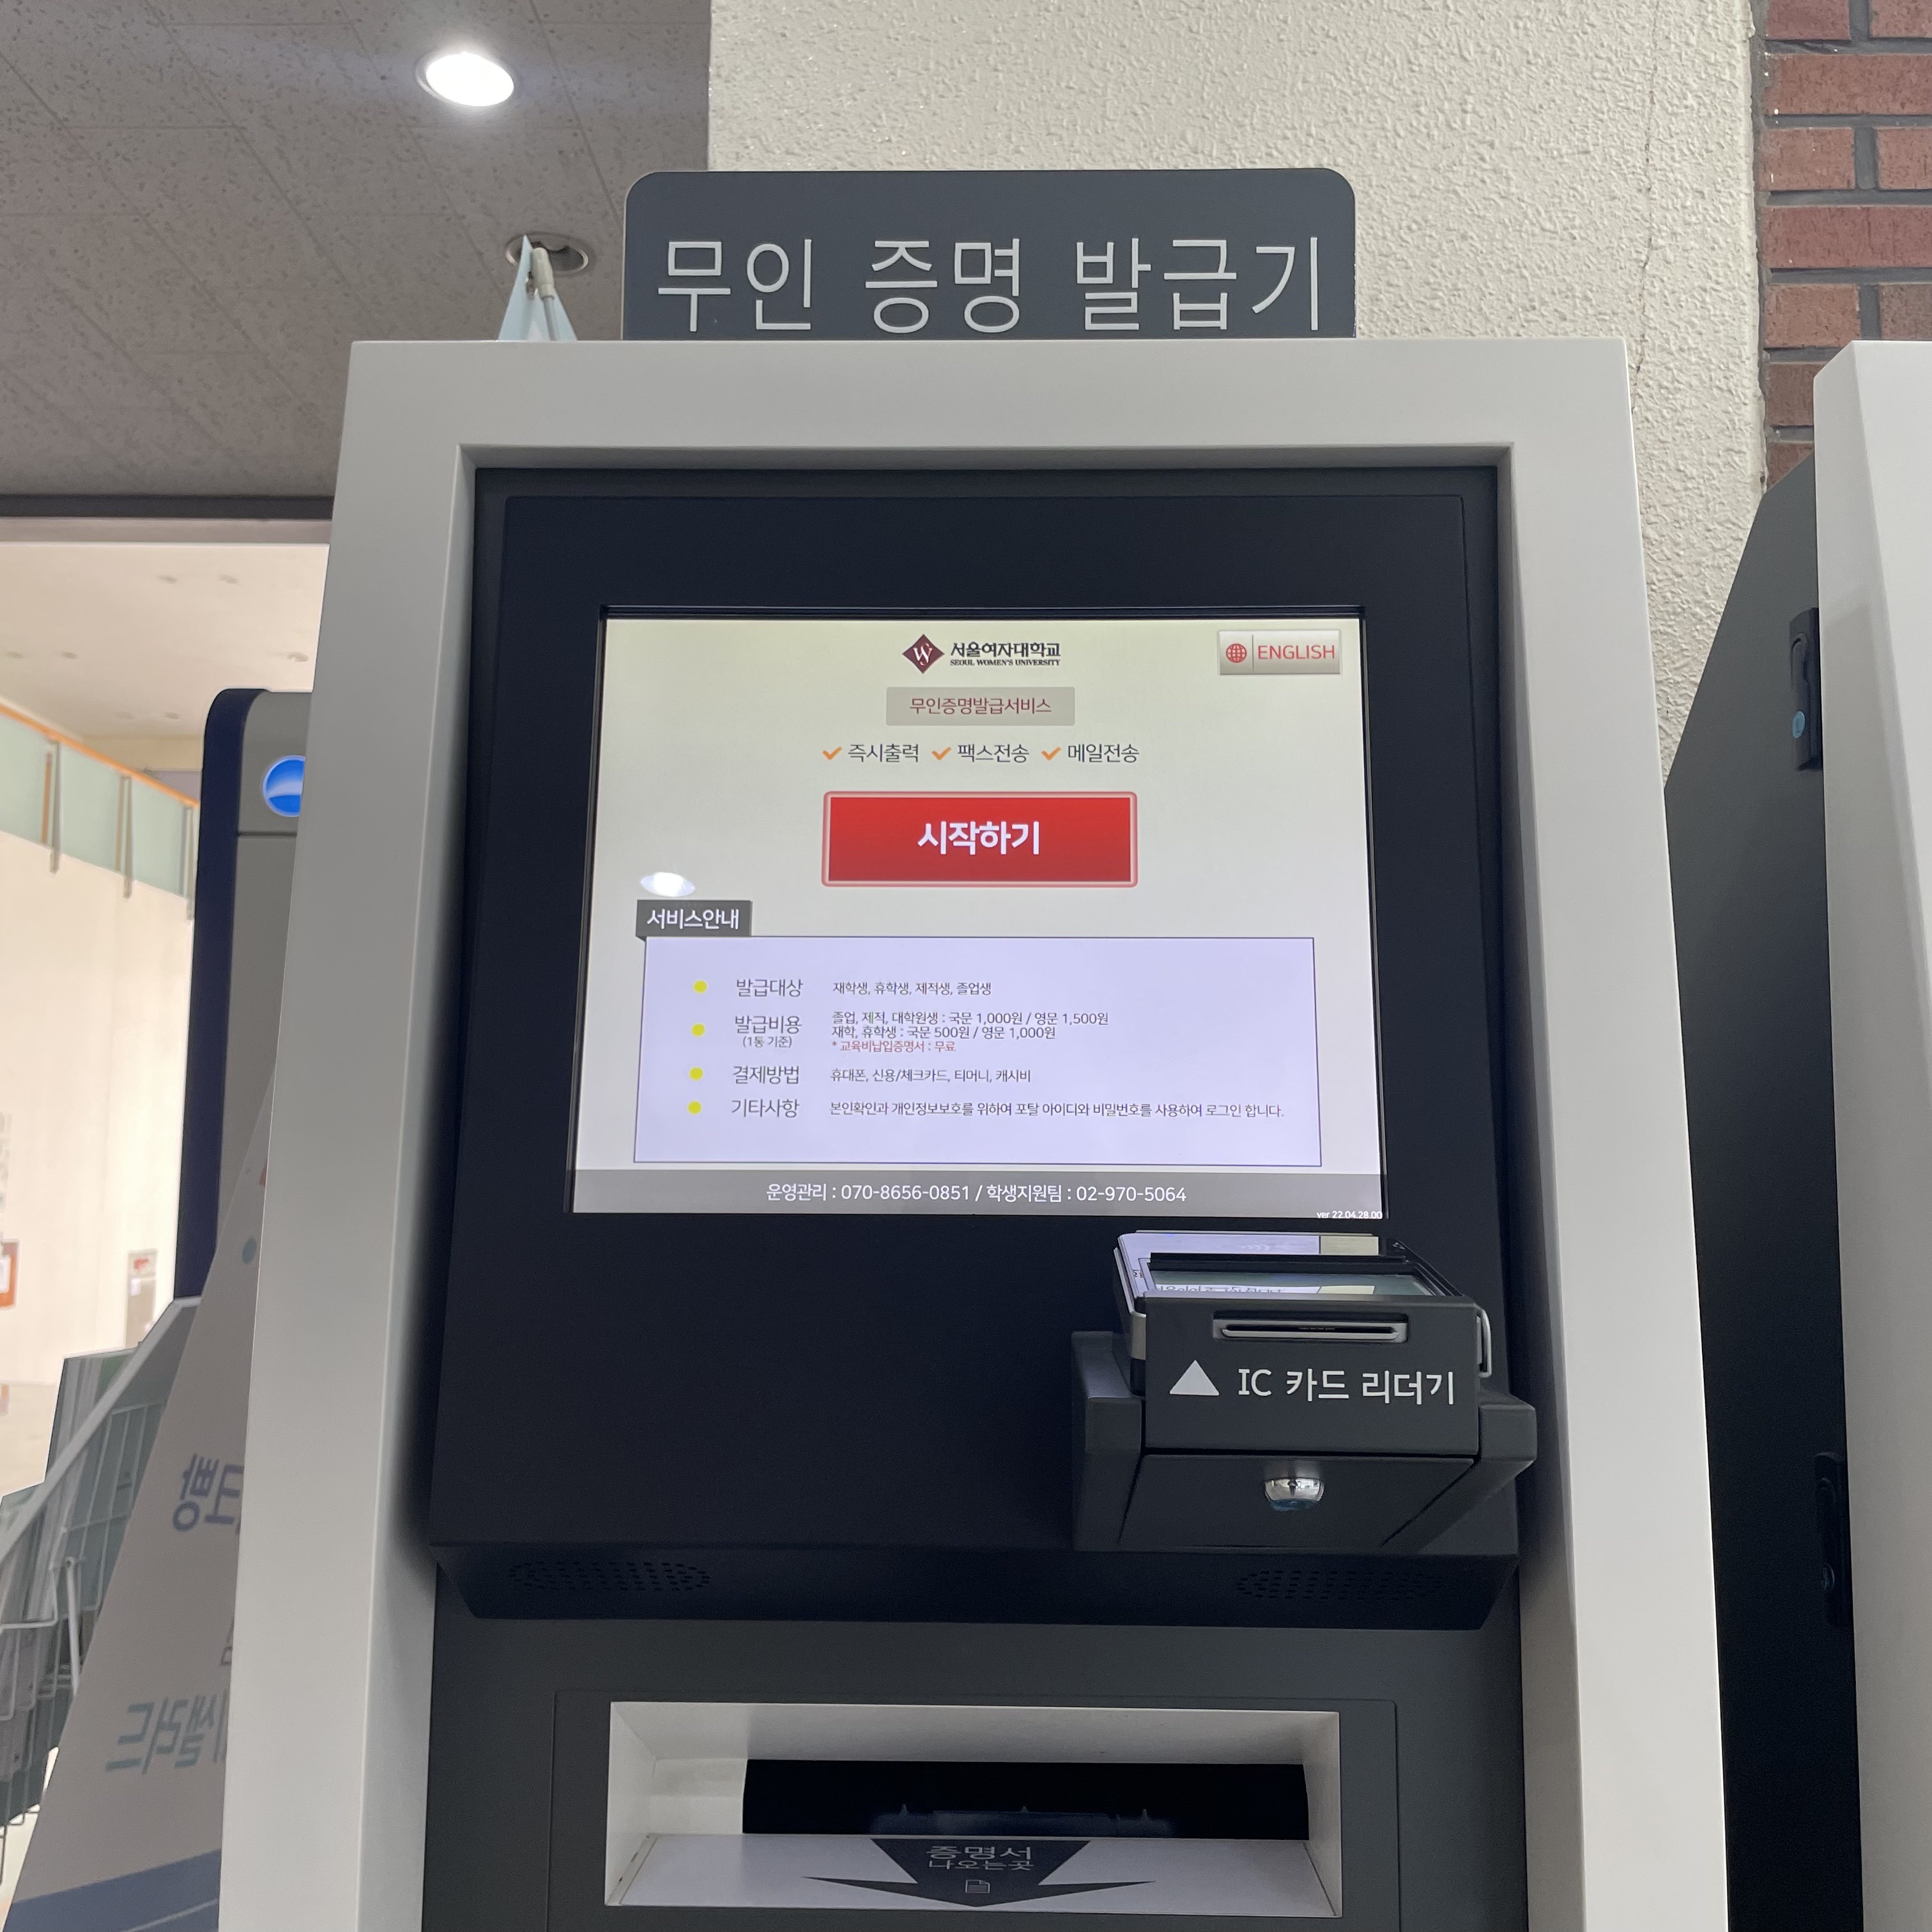 무인 증명 발급기
서울여자대학교
SEOUL WOMEN'S UNIVERSITY
ENGLISH
무인증명발급서비스
즉시출력 팩스전송 메일전송
시작하기
서비스안내
발급대상 재학생, 휴학생, 제적생, 졸업생
발급비용 졸업, 제적, 대학원생 : 국문 1,000원 / 영문 1,500원
(1통 기준) 재학, 휴학생 : 국문 500원 / 영문 1,000원
* 교육비납입증명서 : 무료
결제방법 휴대폰, 신용/체크카드, 티머니, 캐시비
기타사항 본인확인과 개인정보보호를 위하여 포탈 아이디와 비밀번호를 사용하여 로그인 합니다.
운영관리 : 070-8656-0851 / 학생지원팀 : 02-970-5064
ver 22.04.28.00
IC 카드 리더기
증명서
나오는곳